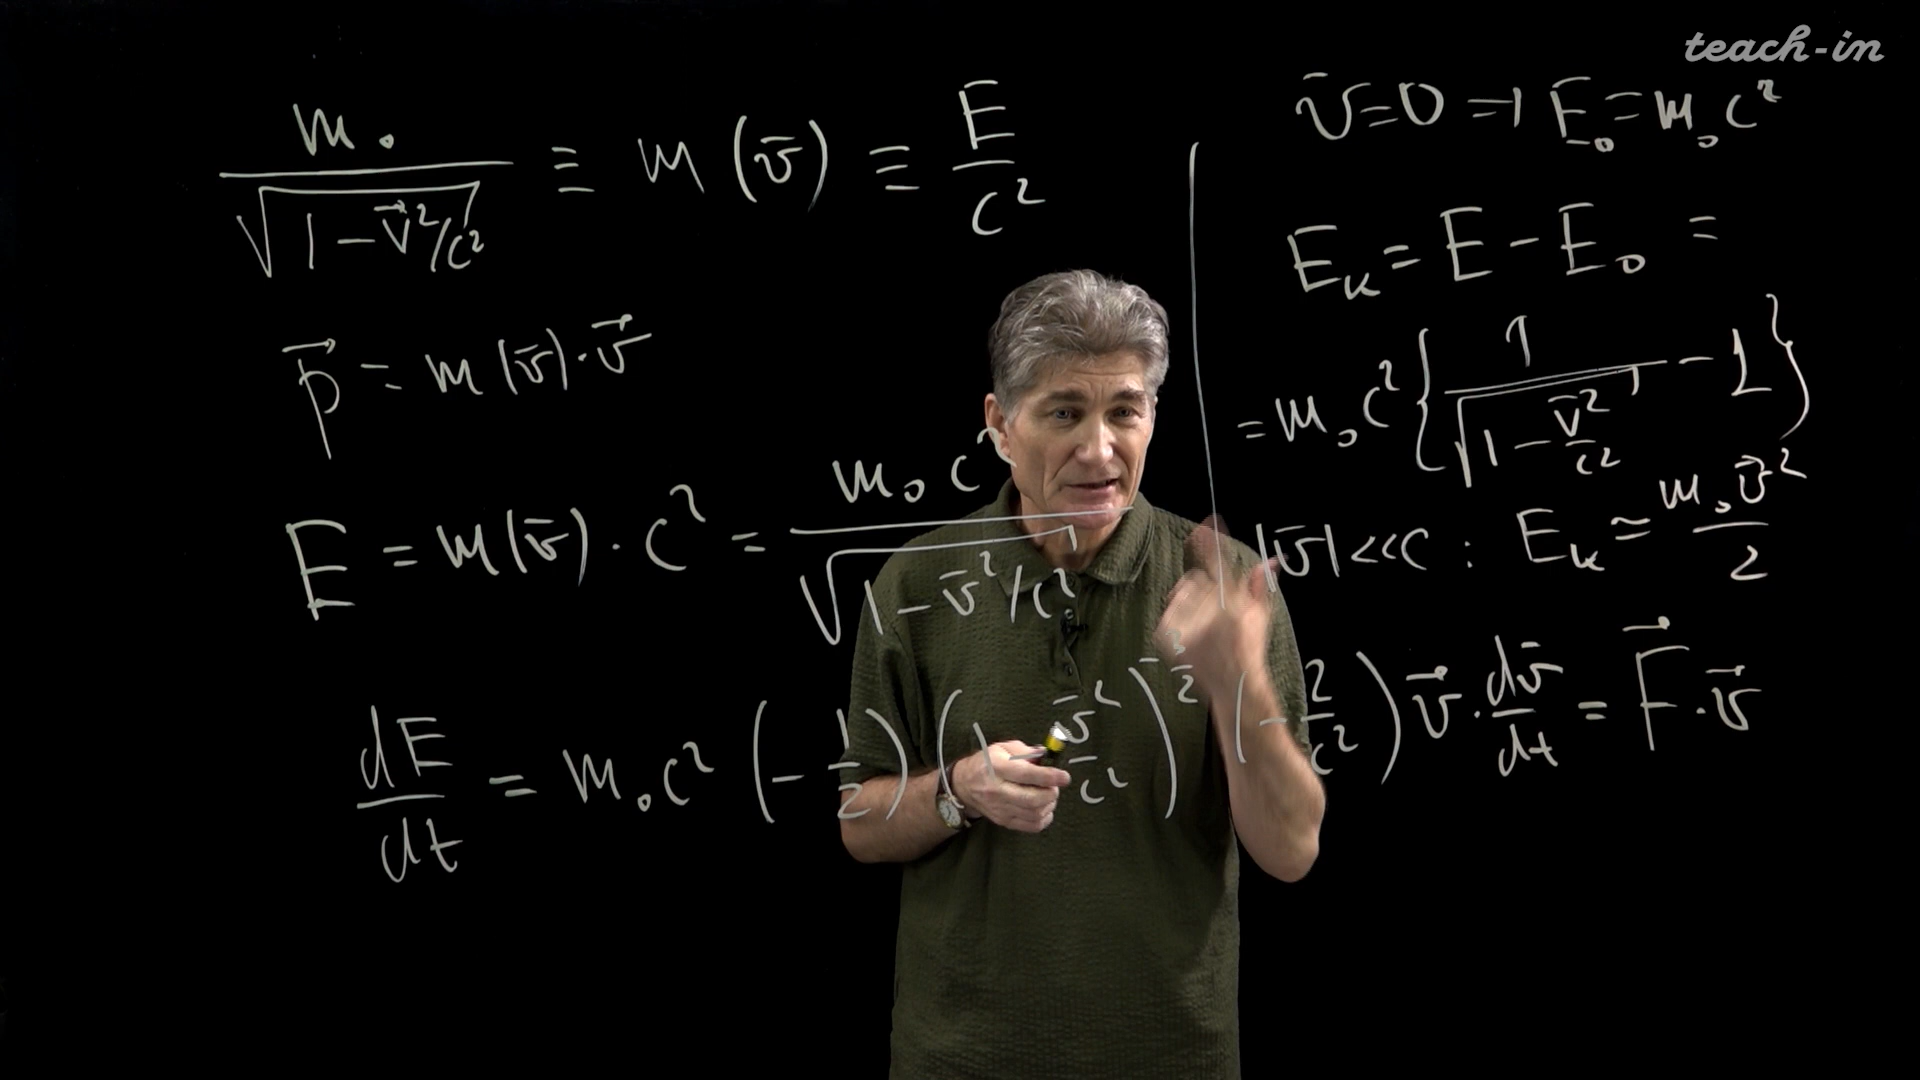 teach-in
m₀ / √(1 - v⃗²/c²) ≡ m(v̄) ≡ E/c²
p⃗ = m(v̄)·v⃗
E = m(v̄)·c² = m₀c² / √(1 - v̄²/c²)
dE/dt = m₀c² (-1/2) (1 - v̄²/c²)^(-3/2) (-2/c²) v⃗·dv̄/dt = F⃗·v⃗
v̄ = 0 ⇒ E₀ = m₀c²
Eₖ = E - E₀ =
= m₀c² {1 / √(1 - v̄²/c²) - 1}
|v̄| << c : Eₖ ≃ m₀v⃗²/2